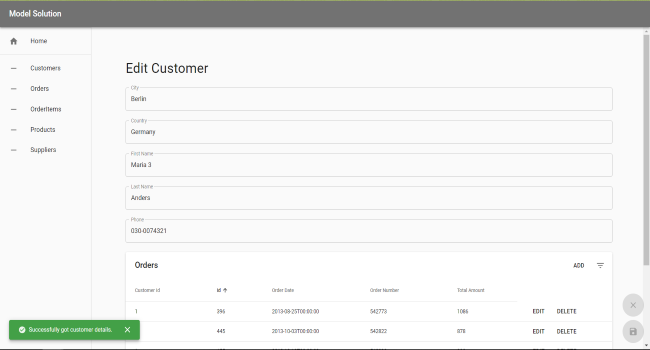 Model Solution
Home
Customers
Orders
OrderItems
Products
Suppliers
Edit Customer
City
Berlin
Country
Germany
First Name
Maria 3
Last Name
Anders
Phone
030-0074321
Orders
ADD
Customer Id Id Order Date Order Number Total Amount
1 396 2013-08-25T00:00:00 542773 1086 EDIT DELETE
445 2013-10-03T00:00:00 542822 878 EDIT DELETE
Successfully got customer details.